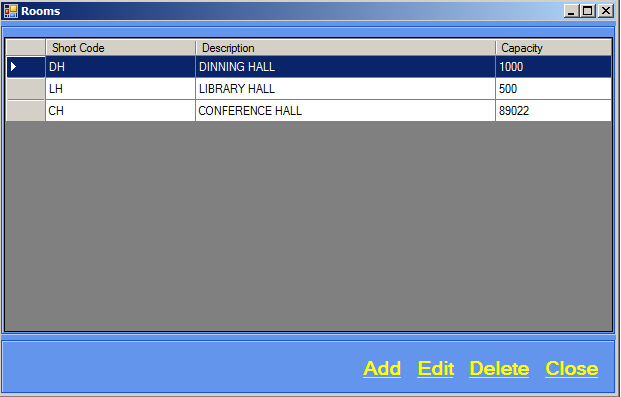 Rooms
Short Code Description Capacity
DH DINNING HALL 1000
LH LIBRARY HALL 500
CH CONFERENCE HALL 89022
Add Edit Delete Close